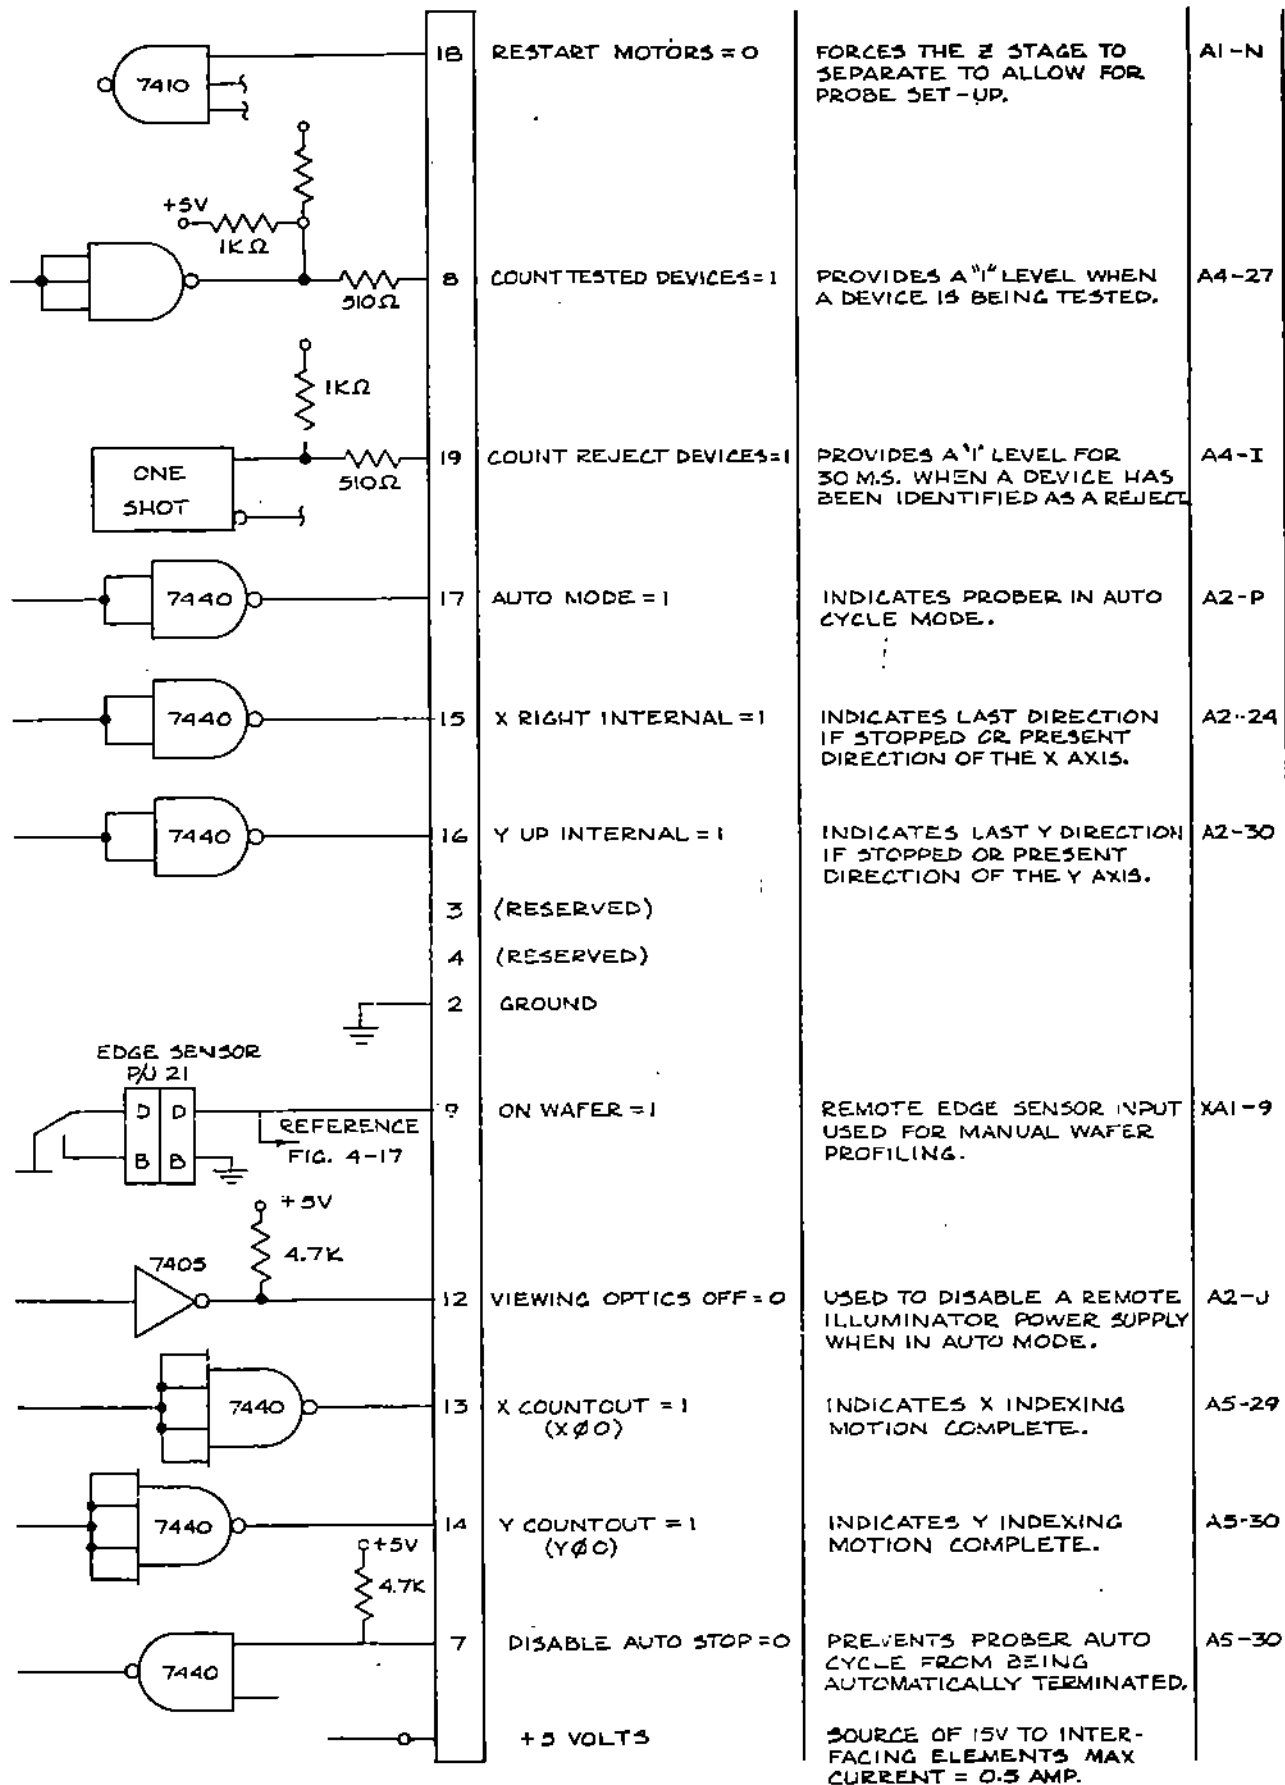 7410
18 RESTART MOTORS = 0 FORCES THE Z STAGE TO A1-N
SEPARATE TO ALLOW FOR
PROBE SET-UP.
+5V
1KΩ
510Ω
8 COUNT TESTED DEVICES=1 PROVIDES A "1" LEVEL WHEN A4-27
A DEVICE IS BEING TESTED.
1KΩ
ONE
SHOT
510Ω
19 COUNT REJECT DEVICES=1 PROVIDES A "1" LEVEL FOR A4-I
30 M.S. WHEN A DEVICE HAS
BEEN IDENTIFIED AS A REJECT
7440
17 AUTO MODE = 1 INDICATES PROBER IN AUTO A2-P
CYCLE MODE.
7440
15 X RIGHT INTERNAL = 1 INDICATES LAST DIRECTION A2-24
IF STOPPED OR PRESENT
DIRECTION OF THE X AXIS.
7440
16 Y UP INTERNAL = 1 INDICATES LAST Y DIRECTION A2-30
IF STOPPED OR PRESENT
DIRECTION OF THE Y AXIS.
3 (RESERVED)
4 (RESERVED)
2 GROUND
EDGE SENSOR
P/J 21
D D
B B
REFERENCE
FIG. 4-17
9 ON WAFER = 1 REMOTE EDGE SENSOR INPUT XA1-9
USED FOR MANUAL WAFER
PROFILING.
+5V
4.7K
7405
12 VIEWING OPTICS OFF = 0 USED TO DISABLE A REMOTE A2-J
ILLUMINATOR POWER SUPPLY
WHEN IN AUTO MODE.
7440
13 X COUNTOUT = 1 INDICATES X INDEXING A5-29
(XØ0) MOTION COMPLETE.
7440
14 Y COUNTOUT = 1 INDICATES Y INDEXING A5-30
(YØ0) MOTION COMPLETE.
+5V
4.7K
7440
7 DISABLE AUTO STOP=0 PREVENTS PROBER AUTO A5-30
CYCLE FROM BEING
AUTOMATICALLY TERMINATED.
+5 VOLTS SOURCE OF 15V TO INTER-
FACING ELEMENTS MAX
CURRENT = 0.5 AMP.